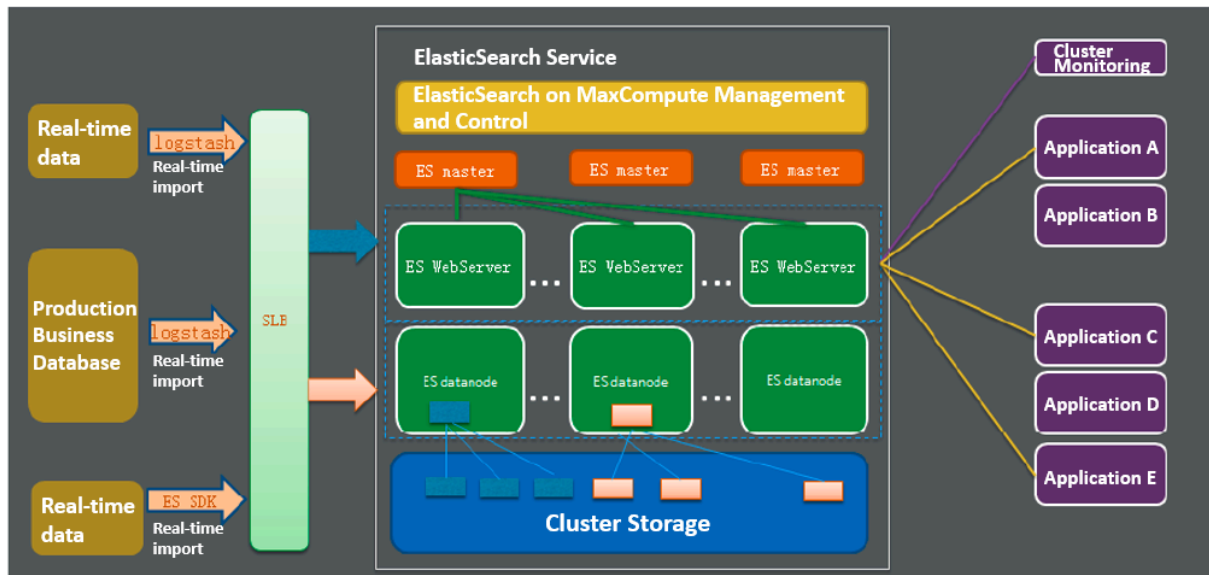 ElasticSearch Service
ElasticSearch on MaxCompute Management
and Control
Real-time
data
logstash
Real-time
import
Production
Business
Database
logstash
Real-time
import
Real-time
data
ES SDK
Real-time
import
SLB
ES master
ES master
ES master
ES WebServer
...
ES WebServer
...
ES WebServer
ES datanode
...
ES datanode
...
ES datanode
Cluster Storage
Cluster
Monitoring
Application A
Application B
Application C
Application D
Application E